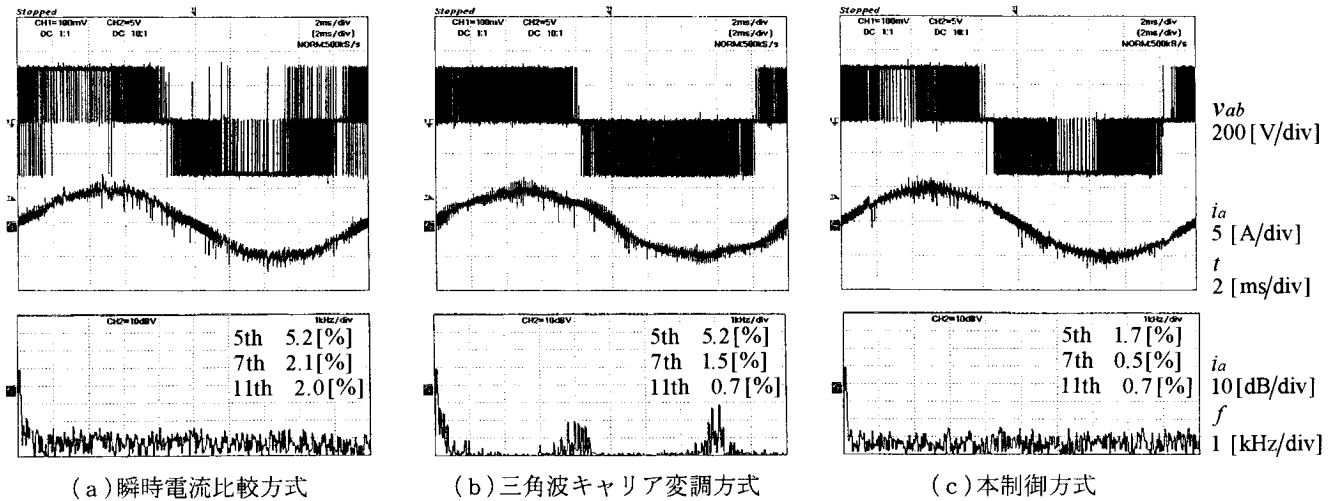 Stopped
CH1=100mV CH2=5V 2ms/div
DC 1:1 DC 10:1 (2ms/div)
NORM:500kS/s
Stopped
CH1=100mV CH2=5V 2ms/div
DC 1:1 DC 10:1 (2ms/div)
NORM:500kS/s
Stopped
CH1=100mV CH2=5V 2ms/div
DC 1:1 DC 10:1 (2ms/div)
NORM:500kS/s
vab
200 [V/div]
ia
5 [A/div]
t
2 [ms/div]
CH2=10dBV 1kHz/div
5th 5.2[%]
7th 2.1[%]
11th 2.0[%]
CH2=10dBV 1kHz/div
5th 5.2[%]
7th 1.5[%]
11th 0.7[%]
CH2=10dBV 1kHz/div
5th 1.7[%]
7th 0.5[%]
11th 0.7[%]
ia
10[dB/div]
f
1 [kHz/div]
(a)瞬時電流比較方式
(b)三角波キャリア変調方式
(c)本制御方式